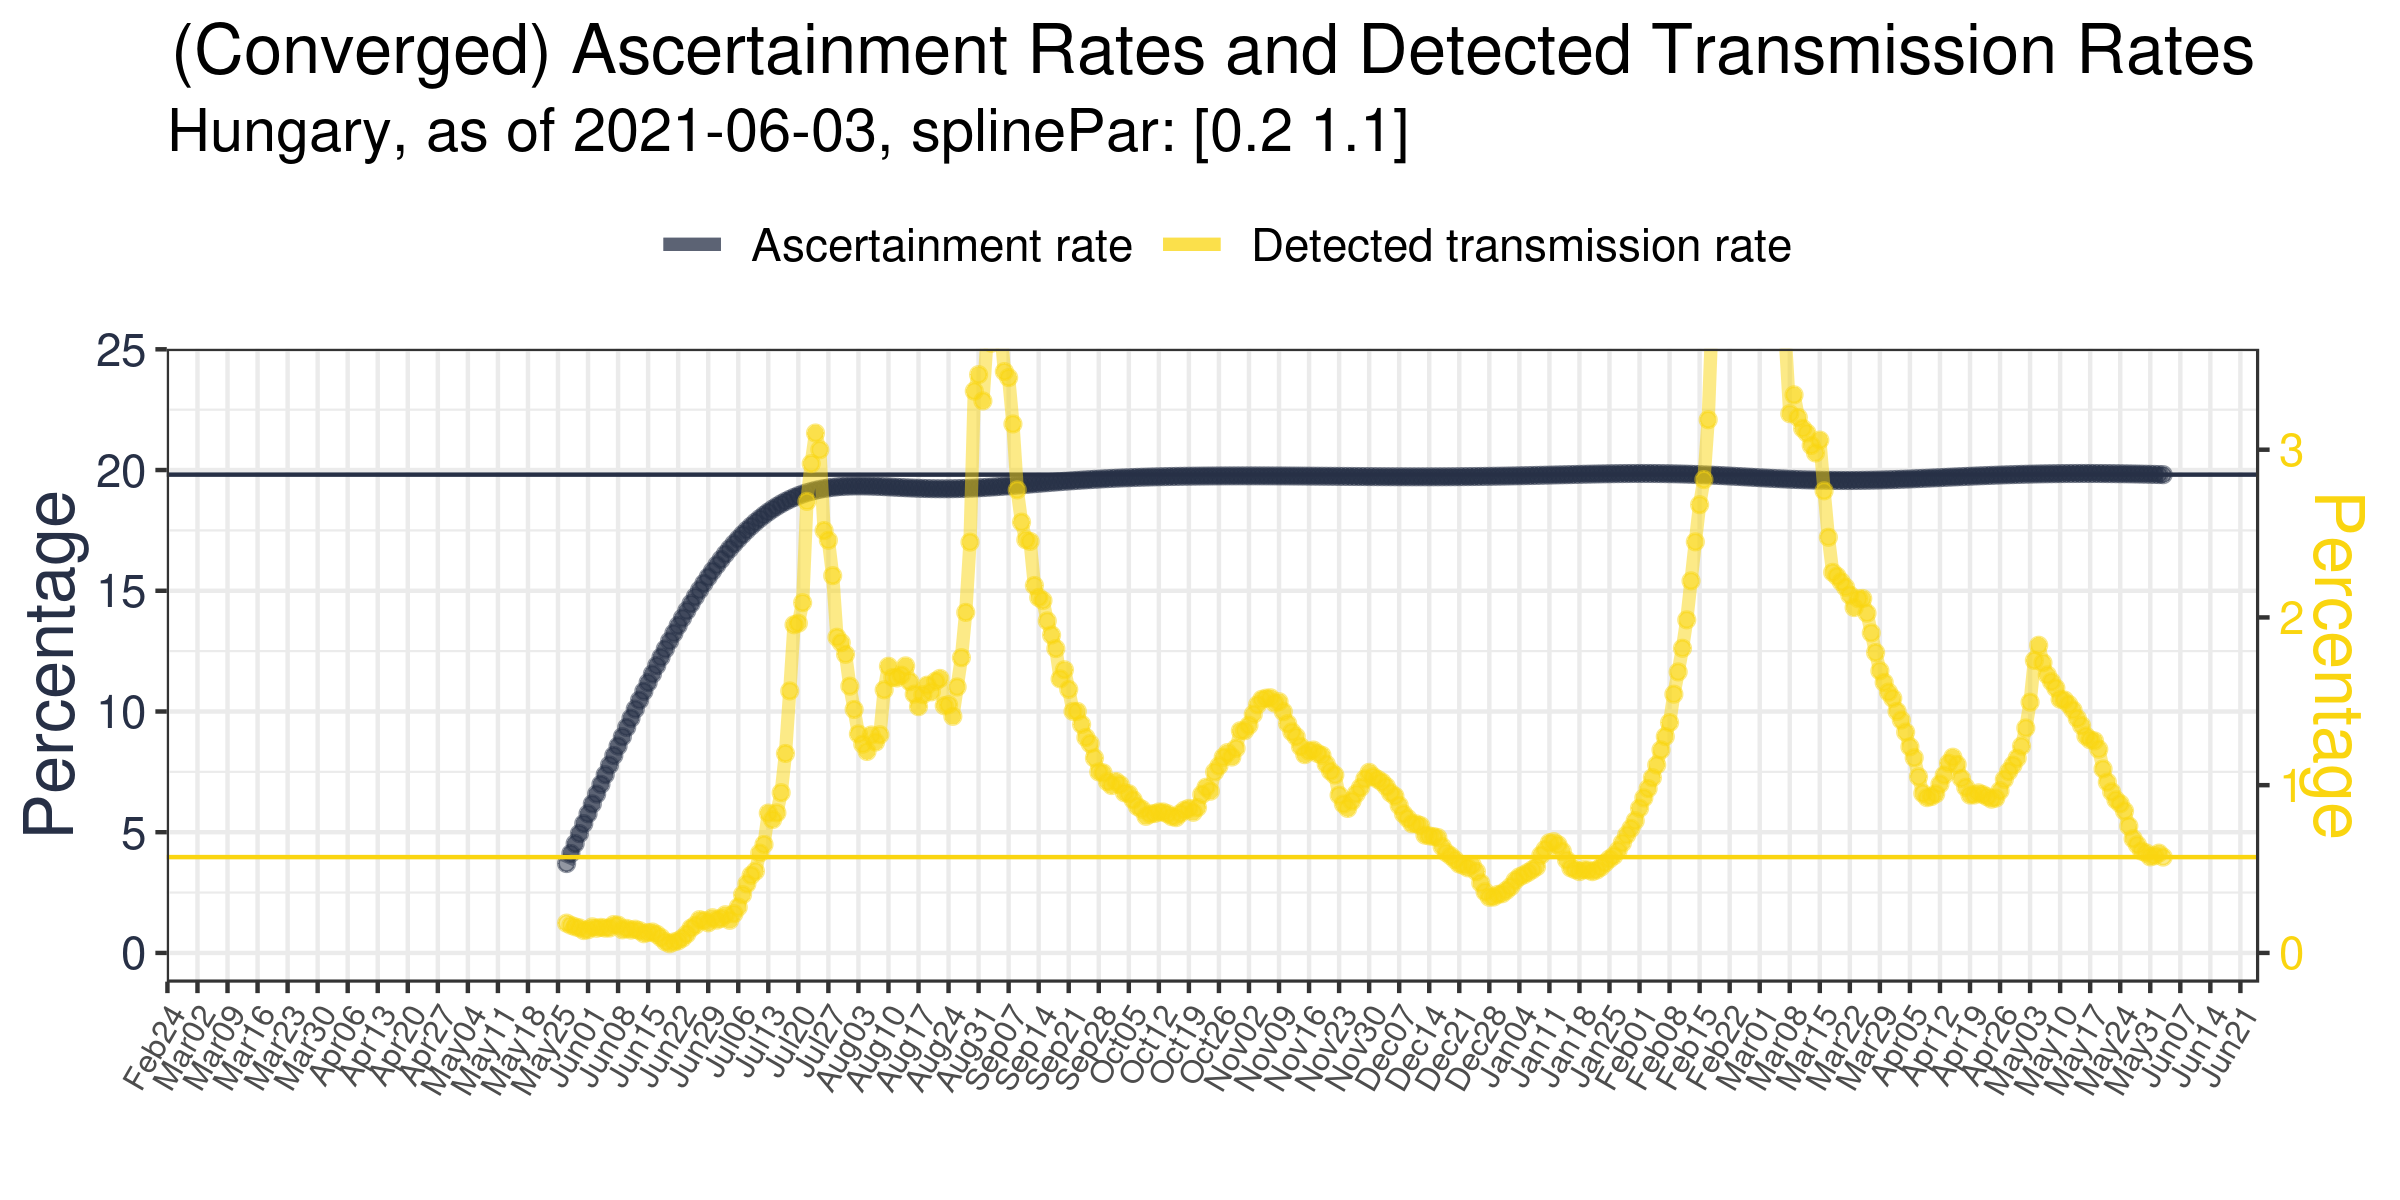 (Converged) Ascertainment Rates and Detected Transmission Rates
Hungary, as of 2021-06-03, splinePar: [0.2 1.1]
Ascertainment rate Detected transmission rate
Percentage
25
20
15
10
5
0
3
2
1
0
Percentage
Feb24 Mar02 Mar09 Mar16 Mar23 Mar30 Apr06 Apr13 Apr20 Apr27 May04 May11 May18 May25 Jun01 Jun08 Jun15 Jun22 Jun29 Jul06 Jul13 Jul20 Jul27 Aug03 Aug10 Aug17 Aug24 Aug31 Sep07 Sep14 Sep21 Sep28 Oct05 Oct12 Oct19 Oct26 Nov02 Nov09 Nov16 Nov23 Nov30 Dec07 Dec14 Dec21 Dec28 Jan04 Jan11 Jan18 Jan25 Feb01 Feb08 Feb15 Feb22 Mar01 Mar08 Mar15 Mar22 Mar29 Apr05 Apr12 Apr19 Apr26 May03 May10 May17 May24 May31 Jun07 Jun14 Jun21